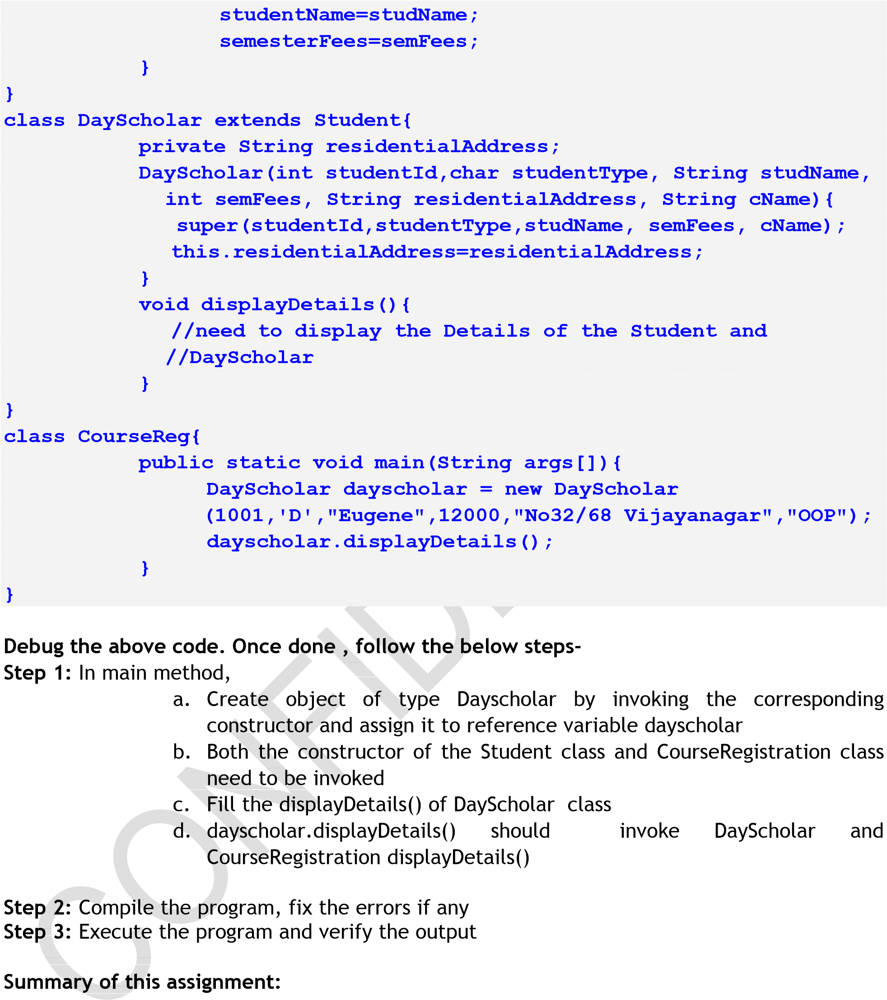 studentName=studName;
semesterFees=semFees;
}
}
class DayScholar extends Student{
private String residentialAddress;
DayScholar(int studentId,char studentType, String studName,
int semFees, String residentialAddress, String cName){
super(studentId,studentType,studName, semFees, cName);
this.residentialAddress=residentialAddress;
}
void displayDetails(){
//need to display the Details of the Student and
//DayScholar
}
}
class CourseReg{
public static void main(String args[]){
DayScholar dayscholar = new DayScholar
(1001,'D',"Eugene",12000,"No32/68 Vijayanagar","OOP");
dayscholar.displayDetails();
}
}
Debug the above code. Once done , follow the below steps-
Step 1: In main method,
a. Create object of type Dayscholar by invoking the corresponding
constructor and assign it to reference variable dayscholar
b. Both the constructor of the Student class and CourseRegistration class
need to be invoked
c. Fill the displayDetails() of DayScholar class
d. dayscholar.displayDetails() should invoke DayScholar and
CourseRegistration displayDetails()
Step 2: Compile the program, fix the errors if any
Step 3: Execute the program and verify the output
Summary of this assignment: